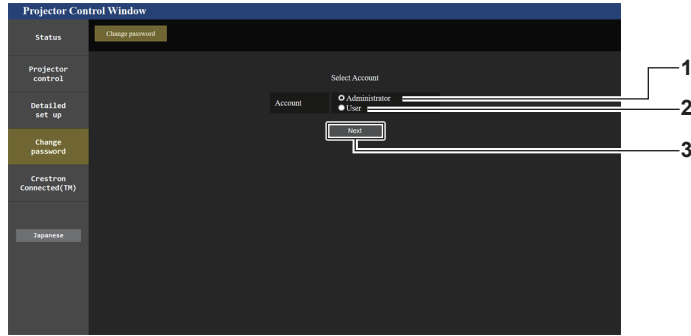 Projector Control Window
Status
Change password
Projector
control
Select Account
1
Account
Administrator
User
2
Detailed
set up
Next
3
Change
password
Crestron
Connected(TM)
Japanese